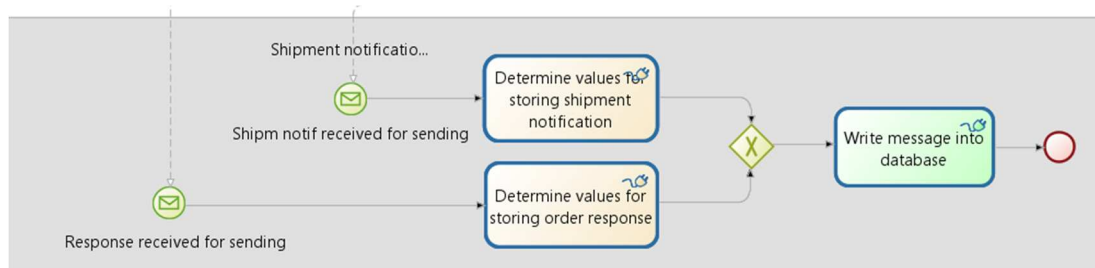 Shipment notificatio...
Determine values for
storing shipment
notification
Shipm notif received for sending
Write message into
database
Determine values for
storing order response
Response received for sending